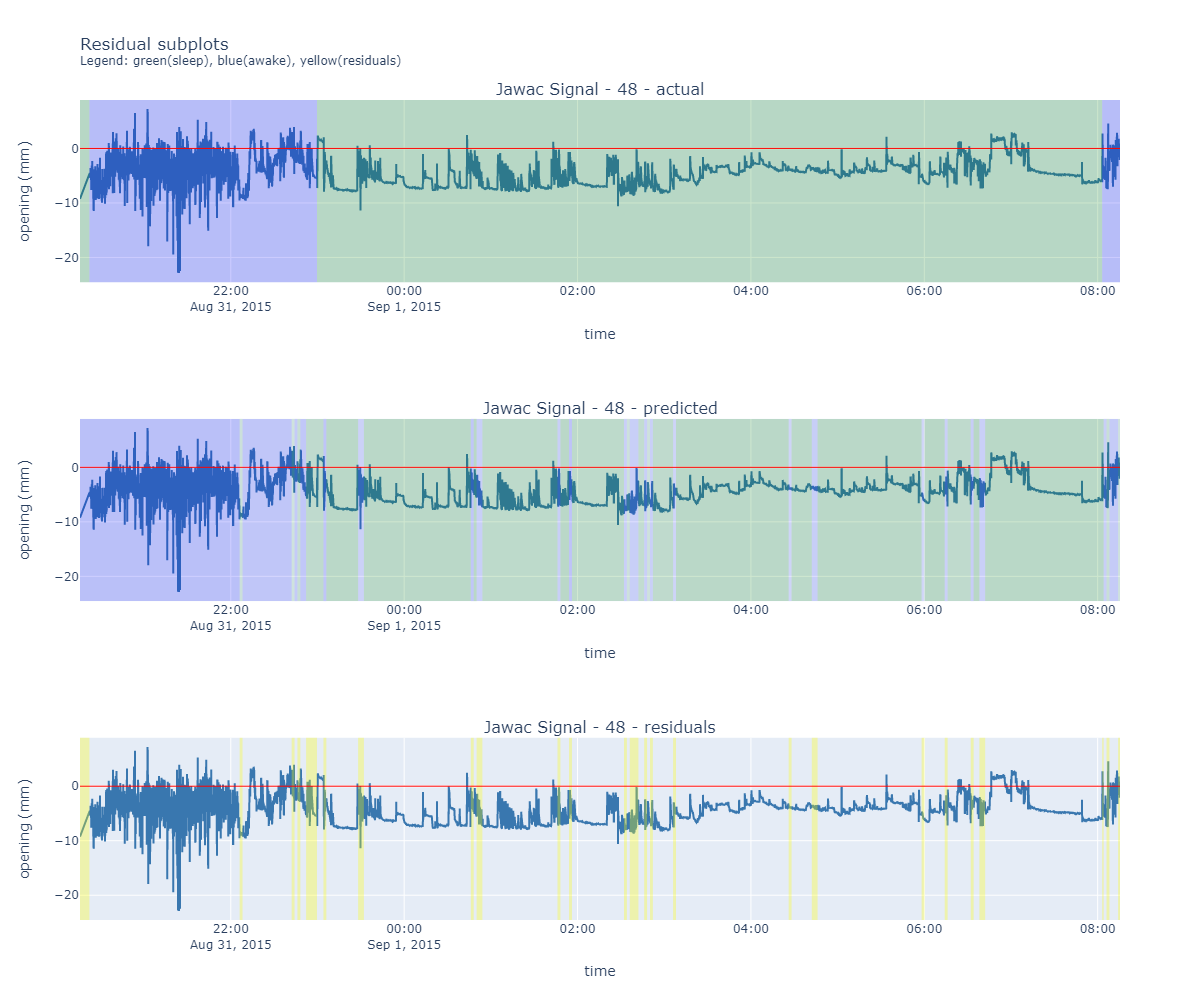 Residual subplots
Legend: green(sleep), blue(awake), yellow(residuals)
Jawac Signal - 48 - actual
opening (mm)
0
−10
−20
22:00
00:00
02:00
04:00
06:00
08:00
Aug 31, 2015
Sep 1, 2015
time
Jawac Signal - 48 - predicted
opening (mm)
0
−10
−20
22:00
00:00
02:00
04:00
06:00
08:00
Aug 31, 2015
Sep 1, 2015
time
Jawac Signal - 48 - residuals
opening (mm)
0
−10
−20
22:00
00:00
02:00
04:00
06:00
08:00
Aug 31, 2015
Sep 1, 2015
time